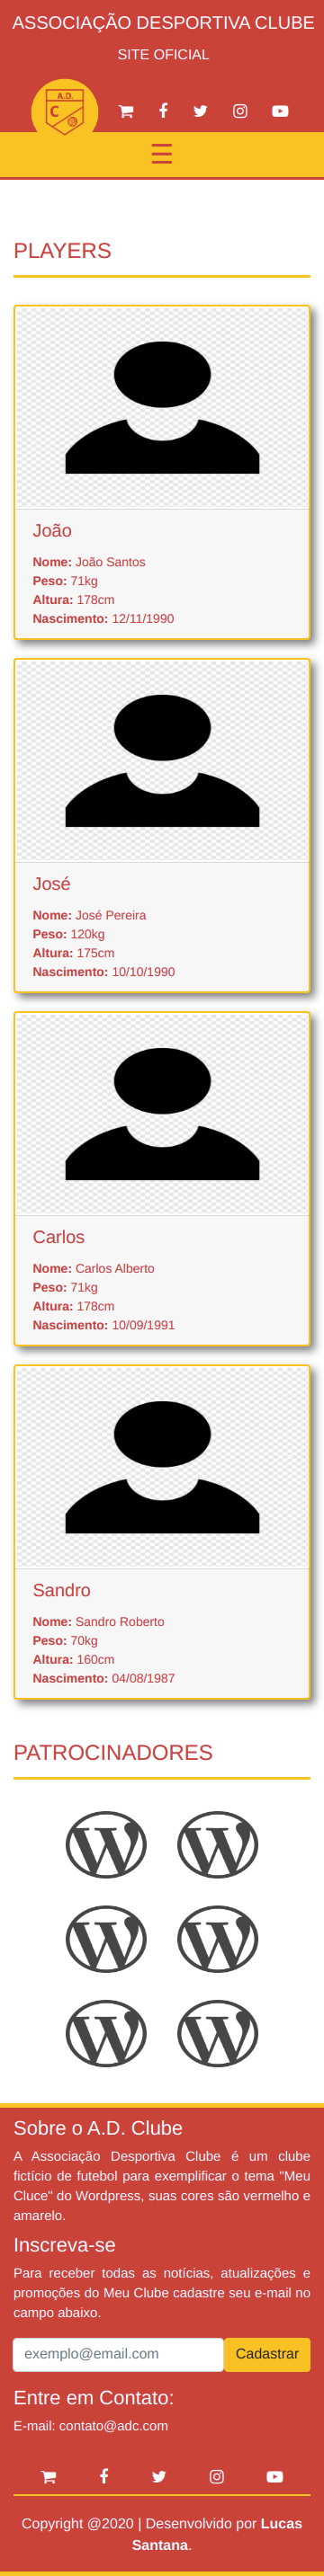 ASSOCIAÇÃO DESPORTIVA CLUBE
SITE OFICIAL
A.D.
C
PLAYERS
João
Nome: João Santos
Peso: 71kg
Altura: 178cm
Nascimento: 12/11/1990
José
Nome: José Pereira
Peso: 120kg
Altura: 175cm
Nascimento: 10/10/1990
Carlos
Nome: Carlos Alberto
Peso: 71kg
Altura: 178cm
Nascimento: 10/09/1991
Sandro
Nome: Sandro Roberto
Peso: 70kg
Altura: 160cm
Nascimento: 04/08/1987
PATROCINADORES
Sobre o A.D. Clube
A Associação Desportiva Clube é um clube
fictício de futebol para exemplificar o tema "Meu
Cluce" do Wordpress, suas cores são vermelho e
amarelo.
Inscreva-se
Para receber todas as notícias, atualizações e
promoções do Meu Clube cadastre seu e-mail no
campo abaixo.
exemplo@email.com Cadastrar
Entre em Contato:
E-mail: contato@adc.com
Copyright @2020 | Desenvolvido por Lucas
Santana.